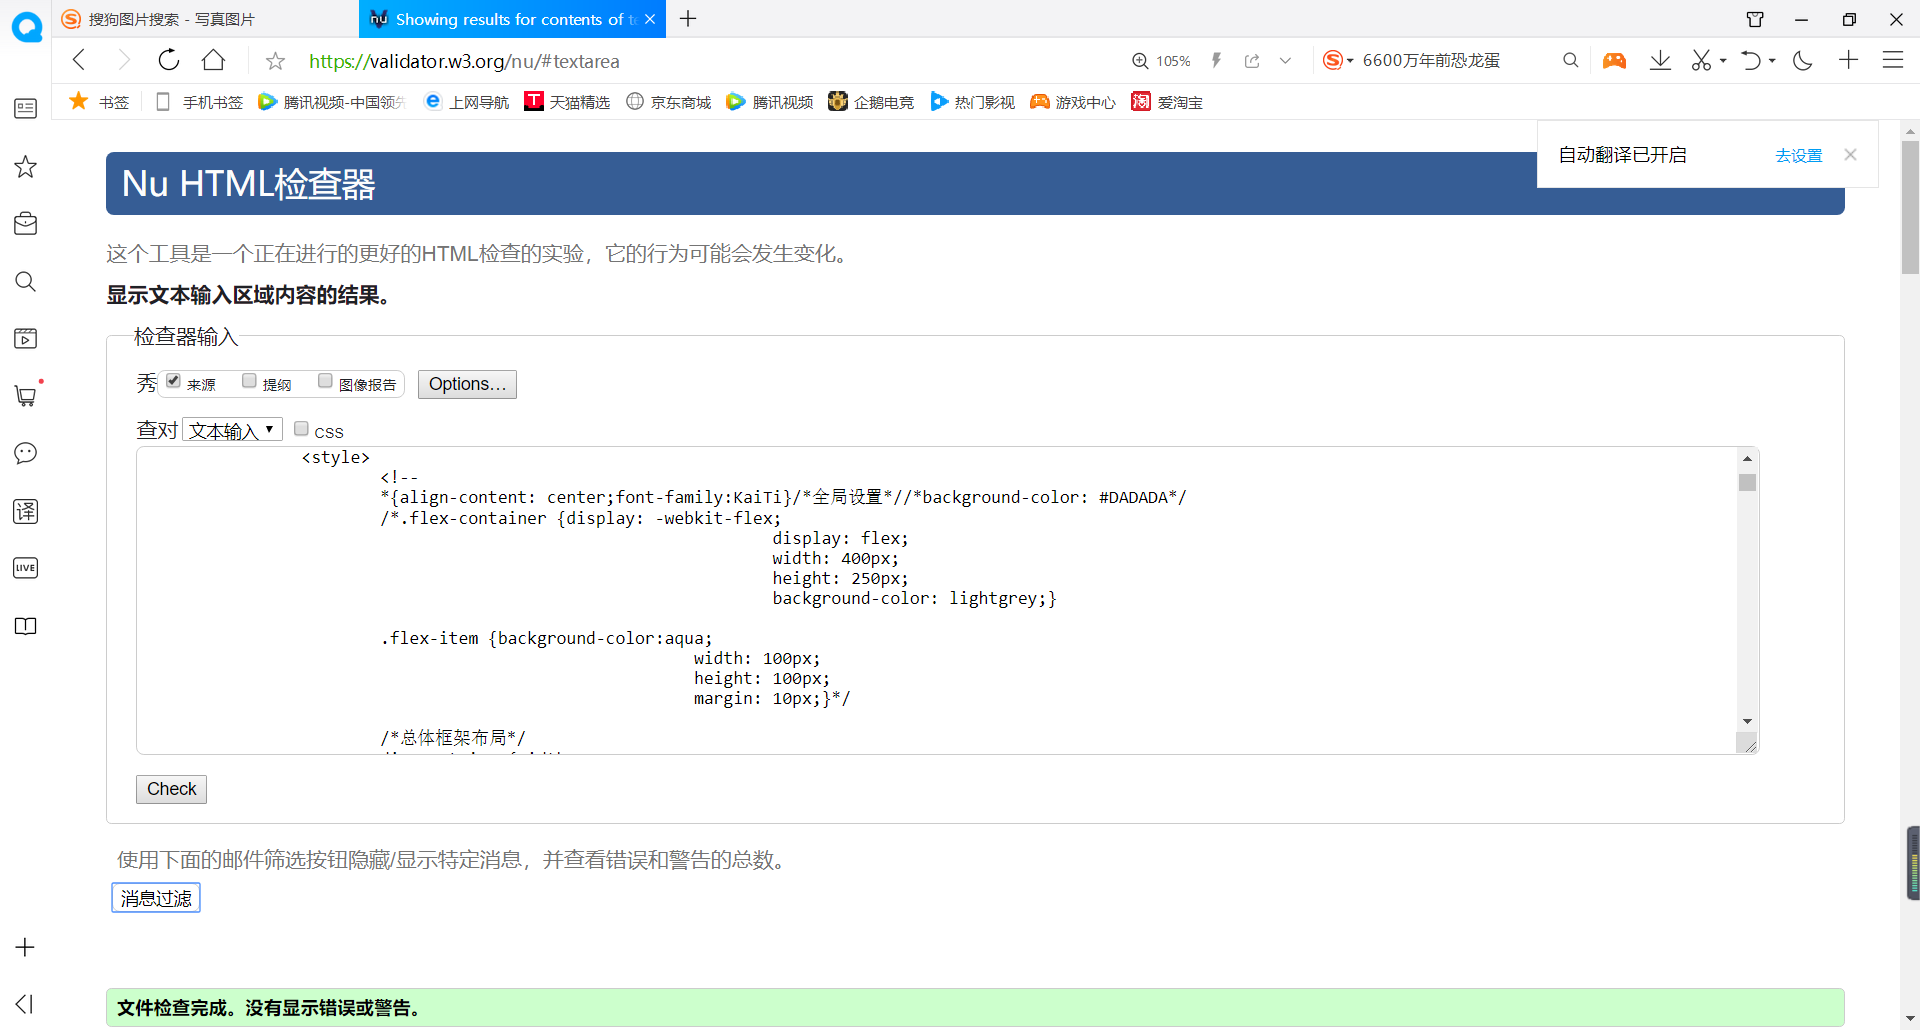 搜狗图片搜索 - 写真图片
nu Showing results for contents of te
https://validator.w3.org/nu/#textarea
105%
6600万年前恐龙蛋
书签
手机书签
腾讯视频-中国领先
上网导航
天猫精选
京东商城
腾讯视频
企鹅电竞
热门影视
游戏中心
淘 爱淘宝
自动翻译已开启 去设置
Nu HTML检查器
这个工具是一个正在进行的更好的HTML检查的实验，它的行为可能会发生变化。
显示文本输入区域内容的结果。
检查器输入
秀 来源 提纲 图像报告 Options...
查对 文本输入 CSS
<style>
<!--
*{align-content: center;font-family:KaiTi}/*全局设置*//*background-color: #DADADA*/
/*.flex-container {display: -webkit-flex;
display: flex;
width: 400px;
height: 250px;
background-color: lightgrey;}
.flex-item {background-color:aqua;
width: 100px;
height: 100px;
margin: 10px;}*/
/*总体框架布局*/
Check
使用下面的邮件筛选按钮隐藏/显示特定消息，并查看错误和警告的总数。
消息过滤
文件检查完成。没有显示错误或警告。
译
LIVE